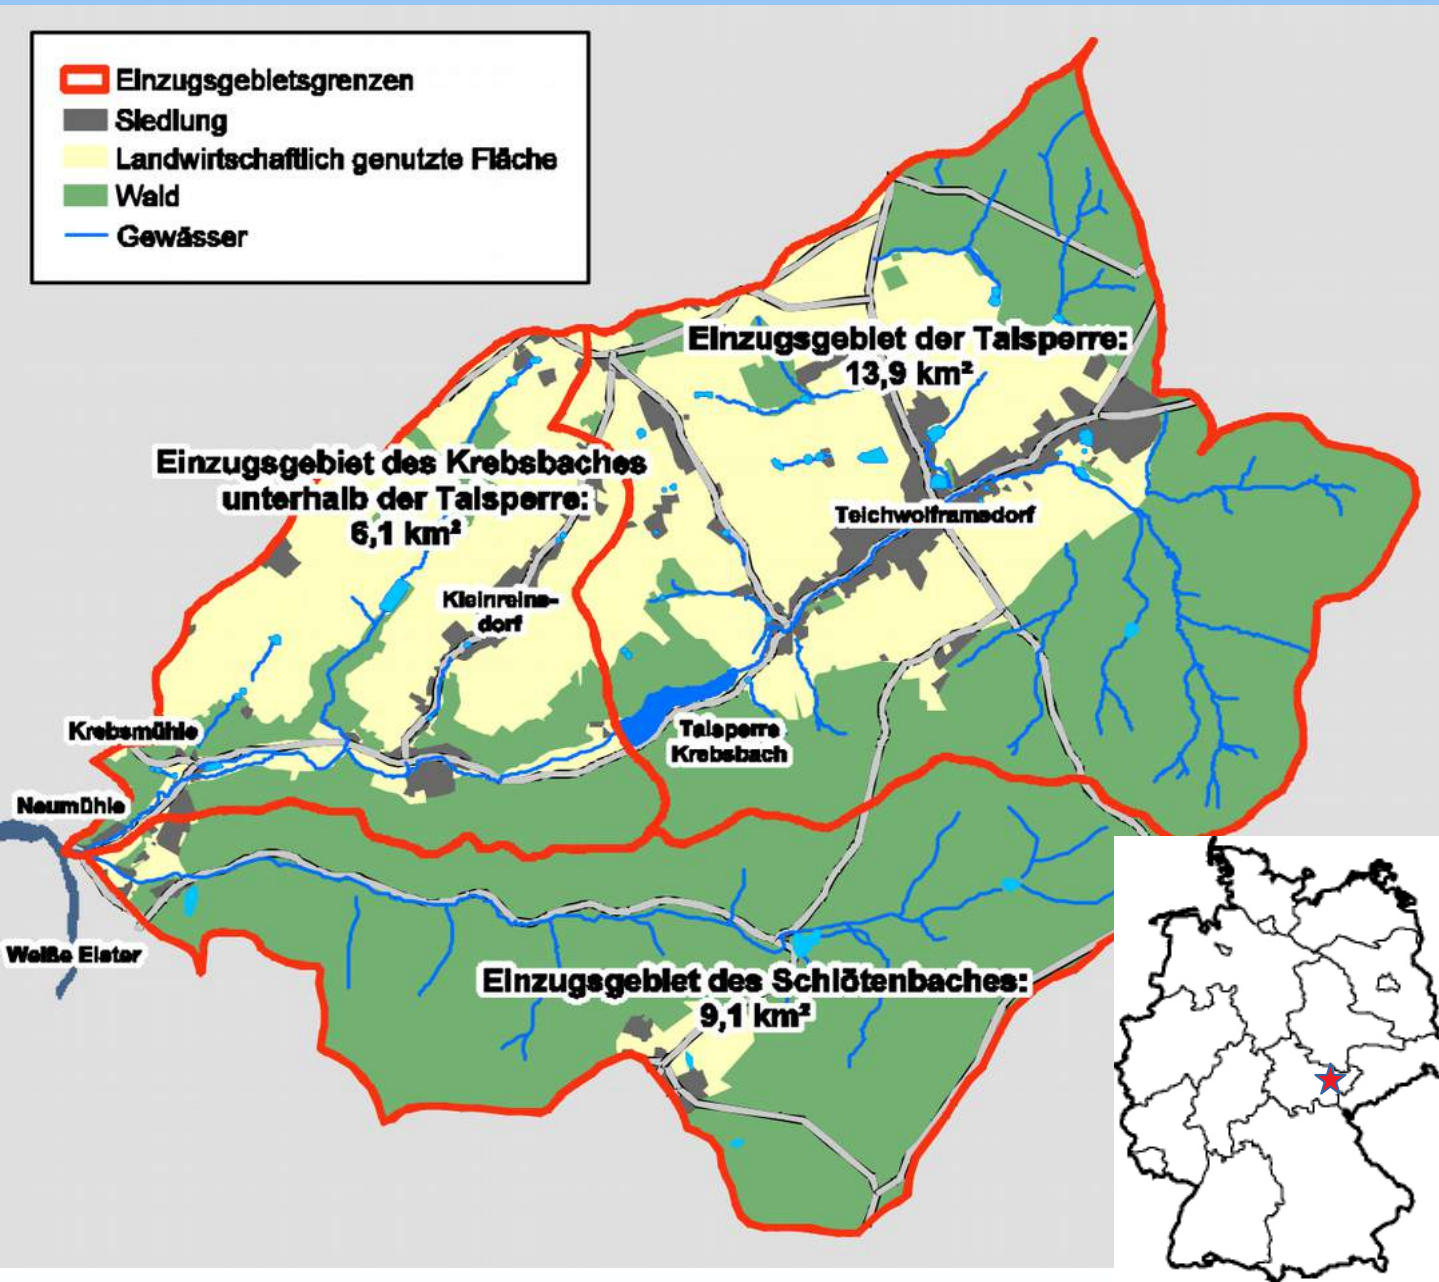 Einzugsgebietsgrenzen
Siedlung
Landwirtschaftlich genutzte Fläche
Wald
Gewässer
Einzugsgebiet der Talsperre:
13,9 km²
Einzugsgebiet des Krebsbaches
unterhalb der Talsperre:
6,1 km²
Teichwolframsdorf
Kleinreins-
dorf
Krebsmühle
Talsperre
Krebsbach
Neumühle
Weiße Elster
Einzugsgebiet des Schlötenbaches:
9,1 km²